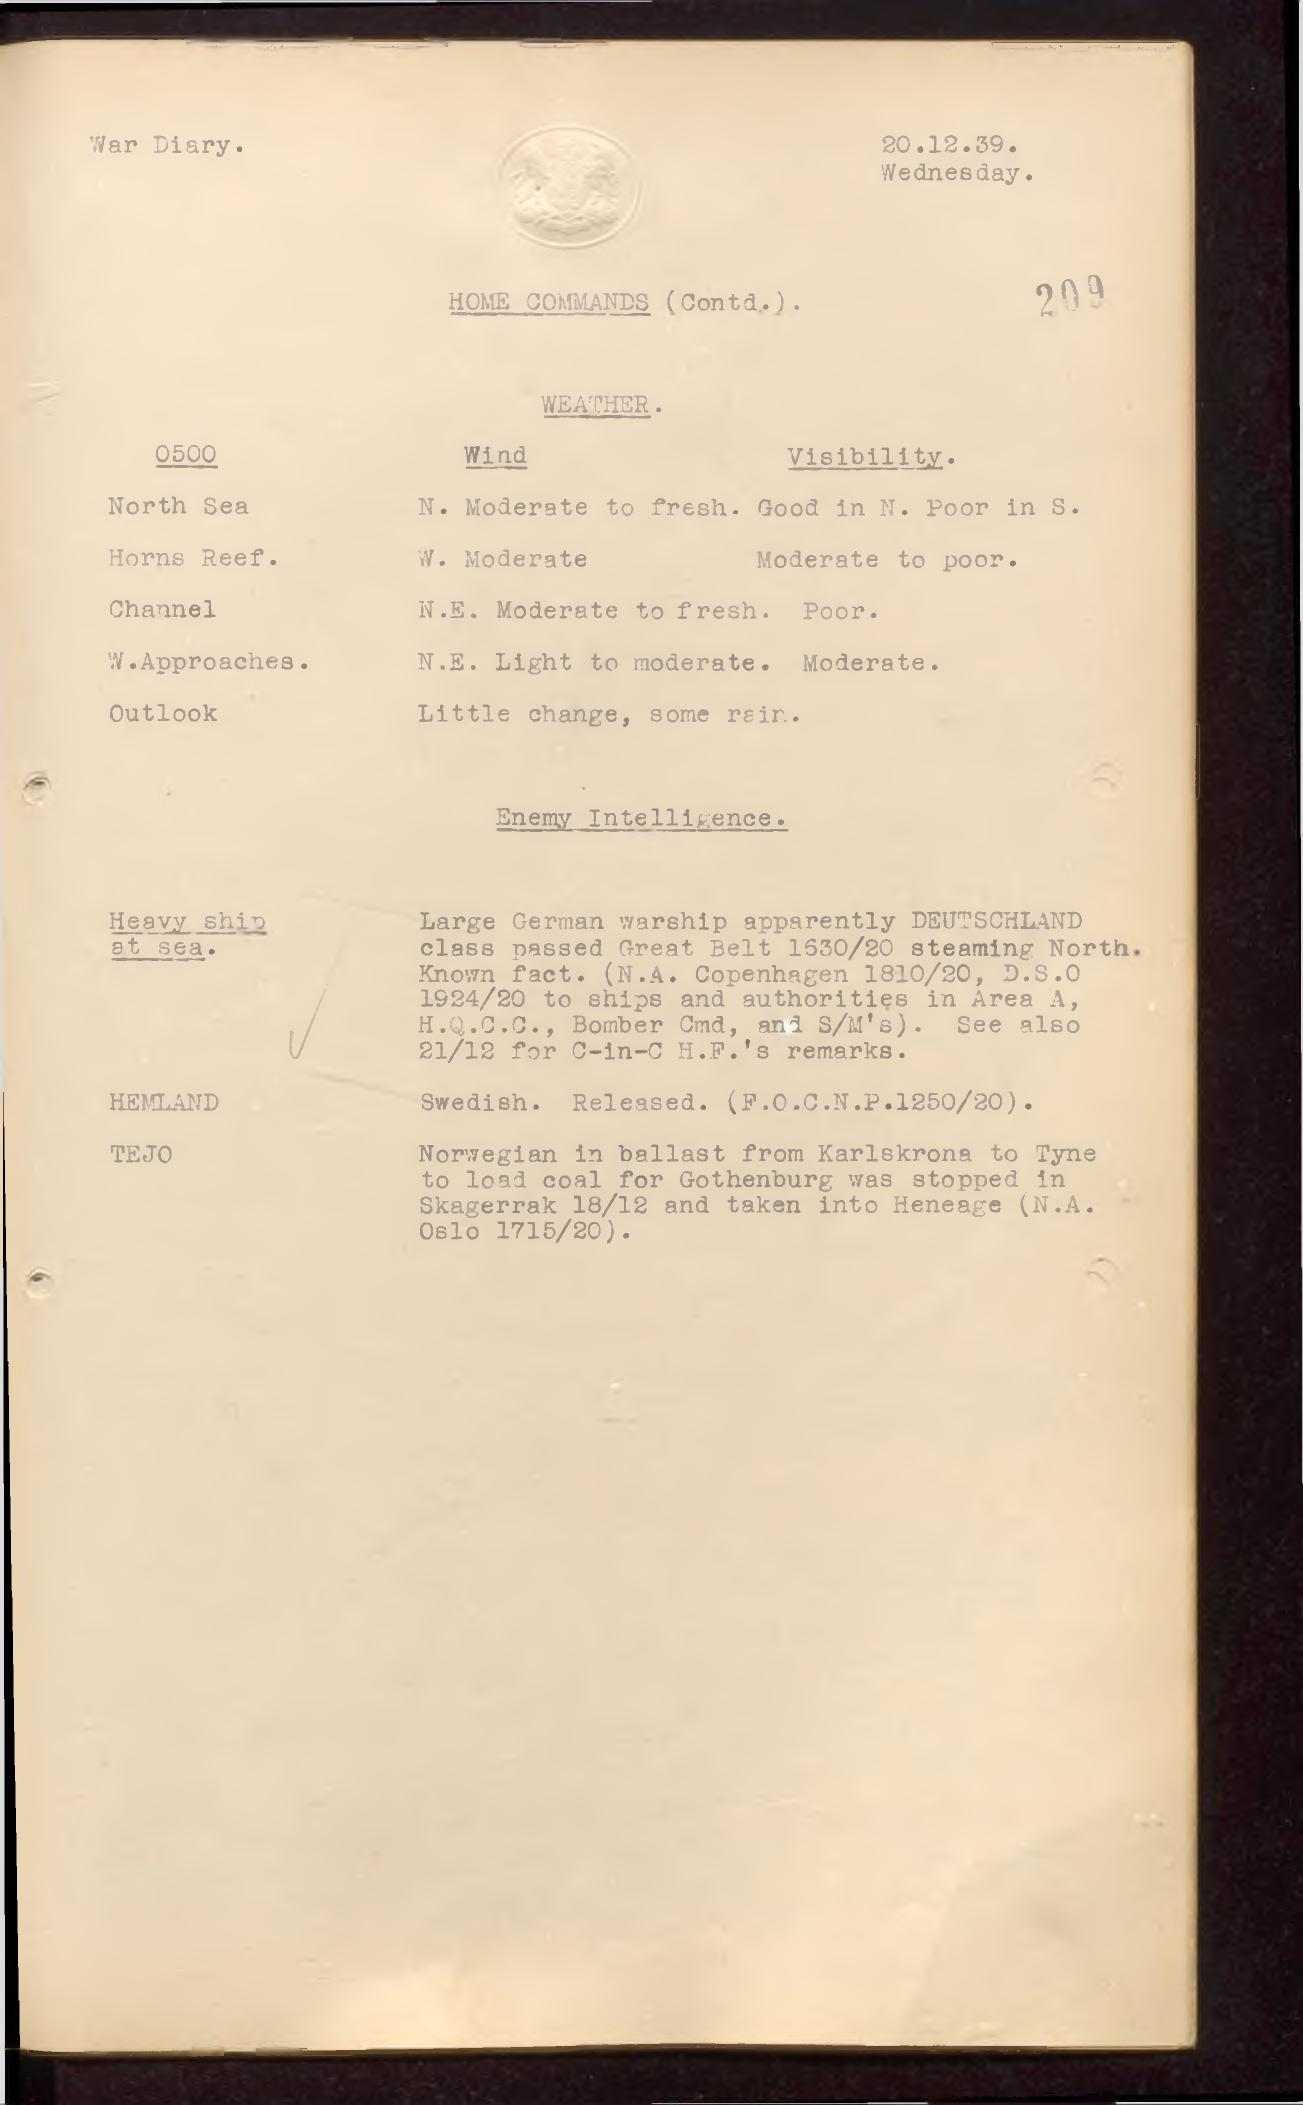 War Diary.
20.12.39.
Wednesday.
HOME COMMANDS (Contd.).
209
WEATHER.
0500 Wind Visibility.
North Sea N. Moderate to fresh. Good in N. Poor in S.
Horns Reef. W. Moderate Moderate to poor.
Channel N.E. Moderate to fresh. Poor.
W.Approaches. N.E. Light to moderate. Moderate.
Outlook Little change, some rain.
Enemy Intelligence.
Heavy ship
at sea.
Large German warship apparently DEUTSCHLAND
class passed Great Belt 1630/20 steaming North.
Known fact. (N.A. Copenhagen 1810/20, D.S.O
1924/20 to ships and authorities in Area A,
H.Q.C.C., Bomber Cmd, and S/M's). See also
21/12 for C-in-C H.F.'s remarks.
HEMLAND Swedish. Released. (F.O.C.N.P.1250/20).
TEJO Norwegian in ballast from Karlskrona to Tyne
to load coal for Gothenburg was stopped in
Skagerrak 18/12 and taken into Heneage (N.A.
Oslo 1715/20).